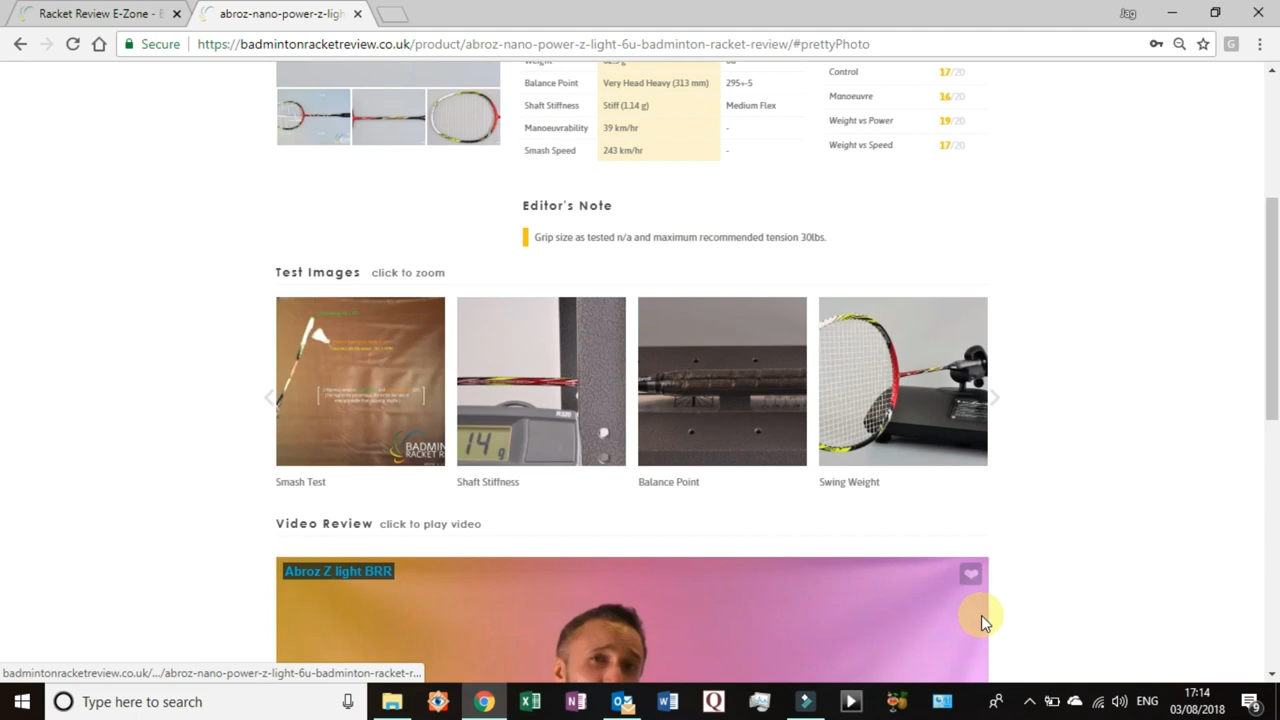 Racket Review E-Zone - B
abroz-nano-power-z-light-
Jag
Secure
https://badmintonracketreview.co.uk/product/abroz-nano-power-z-light-6u-badminton-racket-review/#prettyPhoto
Control 17/20
Balance Point Very Head Heavy (313 mm) 295+-5
Manoeuvre 16/20
Shaft Stiffness Stiff (1.14 g) Medium Flex
Weight vs Power 19/20
Manoeuvrability 39 km/hr -
Weight vs Speed 17/20
Smash Speed 243 km/hr -
Editor's Note
Grip size as tested n/a and maximum recommended tension 30lbs.
Test Images click to zoom
BADMIN
RACKET RE
R320
14 g
Smash Test
Shaft Stiffness
Balance Point
Swing Weight
Video Review click to play video
Abroz Z light BRR
badmintonracketreview.co.uk/.../abroz-nano-power-z-light-6u-badminton-racket-r...
Type here to search
ENG
17:14
03/08/2018